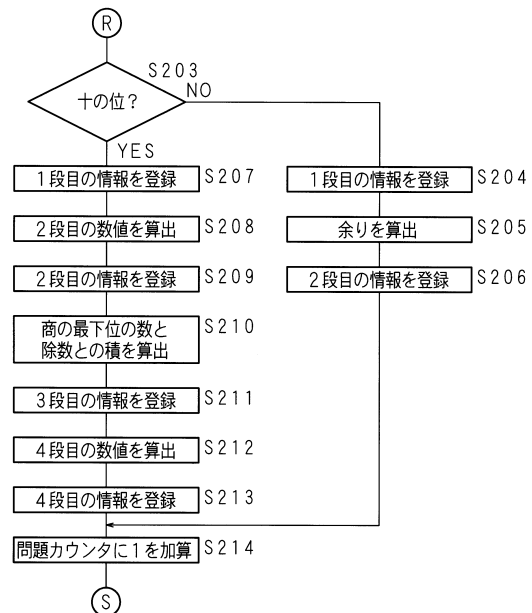 R
S203
十の位?
NO
YES
1段目の情報を登録 S207
1段目の情報を登録 S204
2段目の数値を算出 S208
余りを算出 S205
2段目の情報を登録 S209
2段目の情報を登録 S206
商の最下位の数と
除数との積を算出
S210
3段目の情報を登録 S211
4段目の数値を算出 S212
4段目の情報を登録 S213
問題カウンタに1を加算 S214
S